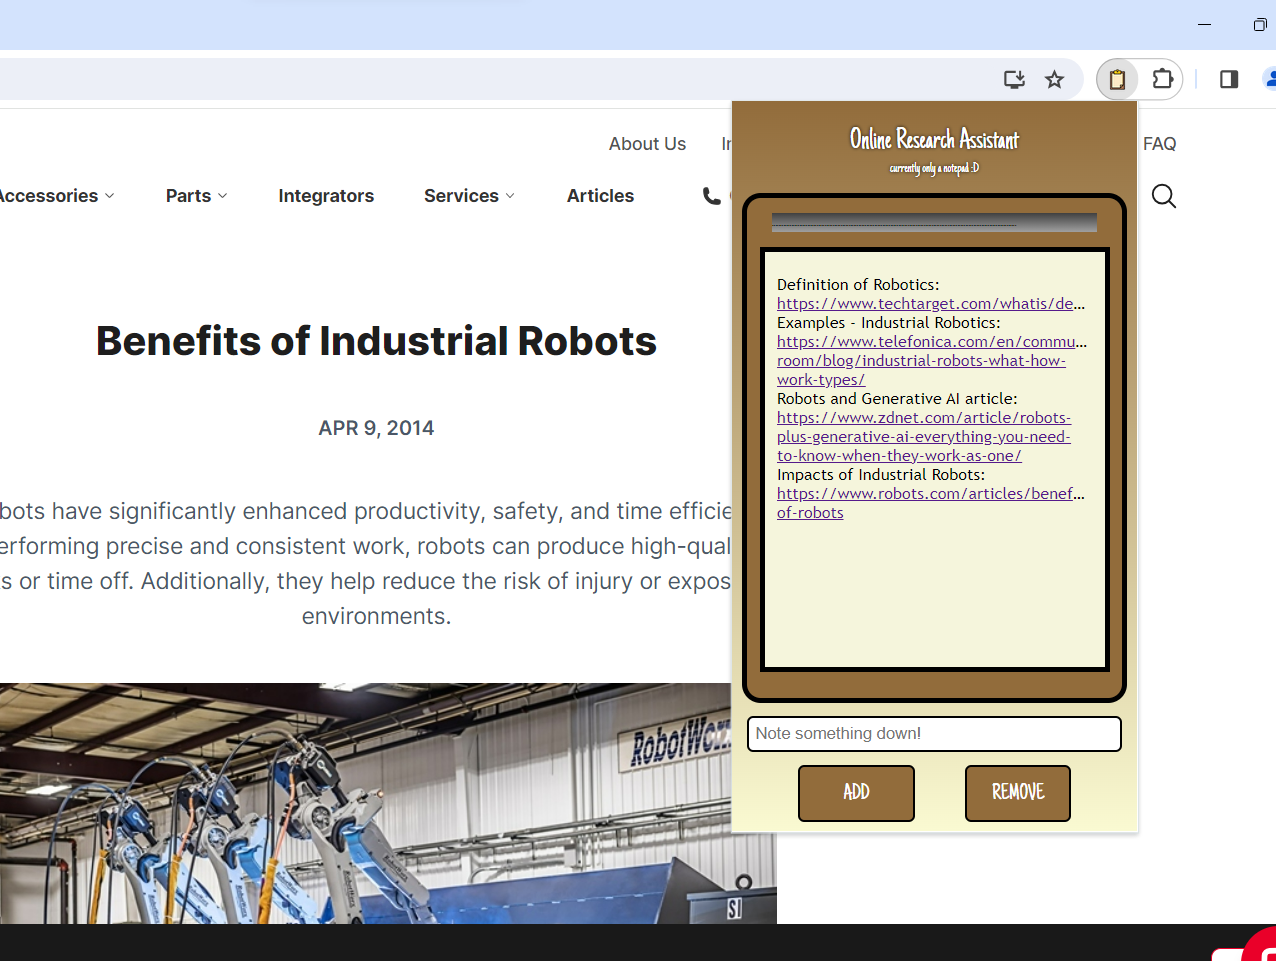 About Us
FAQ
Accessories
Parts
Integrators
Services
Articles
Benefits of Industrial Robots
APR 9, 2014
bots have significantly enhanced productivity, safety, and time efficie
erforming precise and consistent work, robots can produce high-qual
s or time off. Additionally, they help reduce the risk of injury or expos
environments.
RobotWorx
SI
Online Research Assistant
currently only a notepad :D
Definition of Robotics:
https://www.techtarget.com/whatis/de...
Examples - Industrial Robotics:
https://www.telefonica.com/en/commu...
room/blog/industrial-robots-what-how-
work-types/
Robots and Generative AI article:
https://www.zdnet.com/article/robots-
plus-generative-ai-everything-you-need-
to-know-when-they-work-as-one/
Impacts of Industrial Robots:
https://www.robots.com/articles/benef...
of-robots
Note something down!
ADD
REMOVE